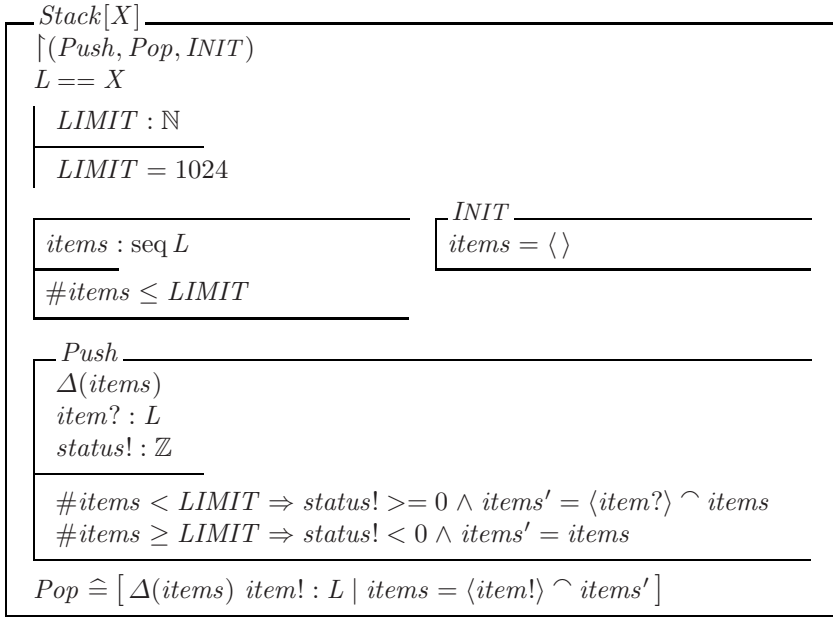 Stack[X]
↾(Push, Pop, INIT)
L == X
LIMIT : ℕ
LIMIT = 1024
items : seq L
#items ≤ LIMIT
INIT
items = ⟨ ⟩
Push
Δ(items)
item? : L
status! : ℤ
#items < LIMIT ⇒ status! >= 0 ∧ items′ = ⟨item?⟩ ⌢ items
#items ≥ LIMIT ⇒ status! < 0 ∧ items′ = items
Pop ≙ [ Δ(items) item! : L | items = ⟨item!⟩ ⌢ items′ ]